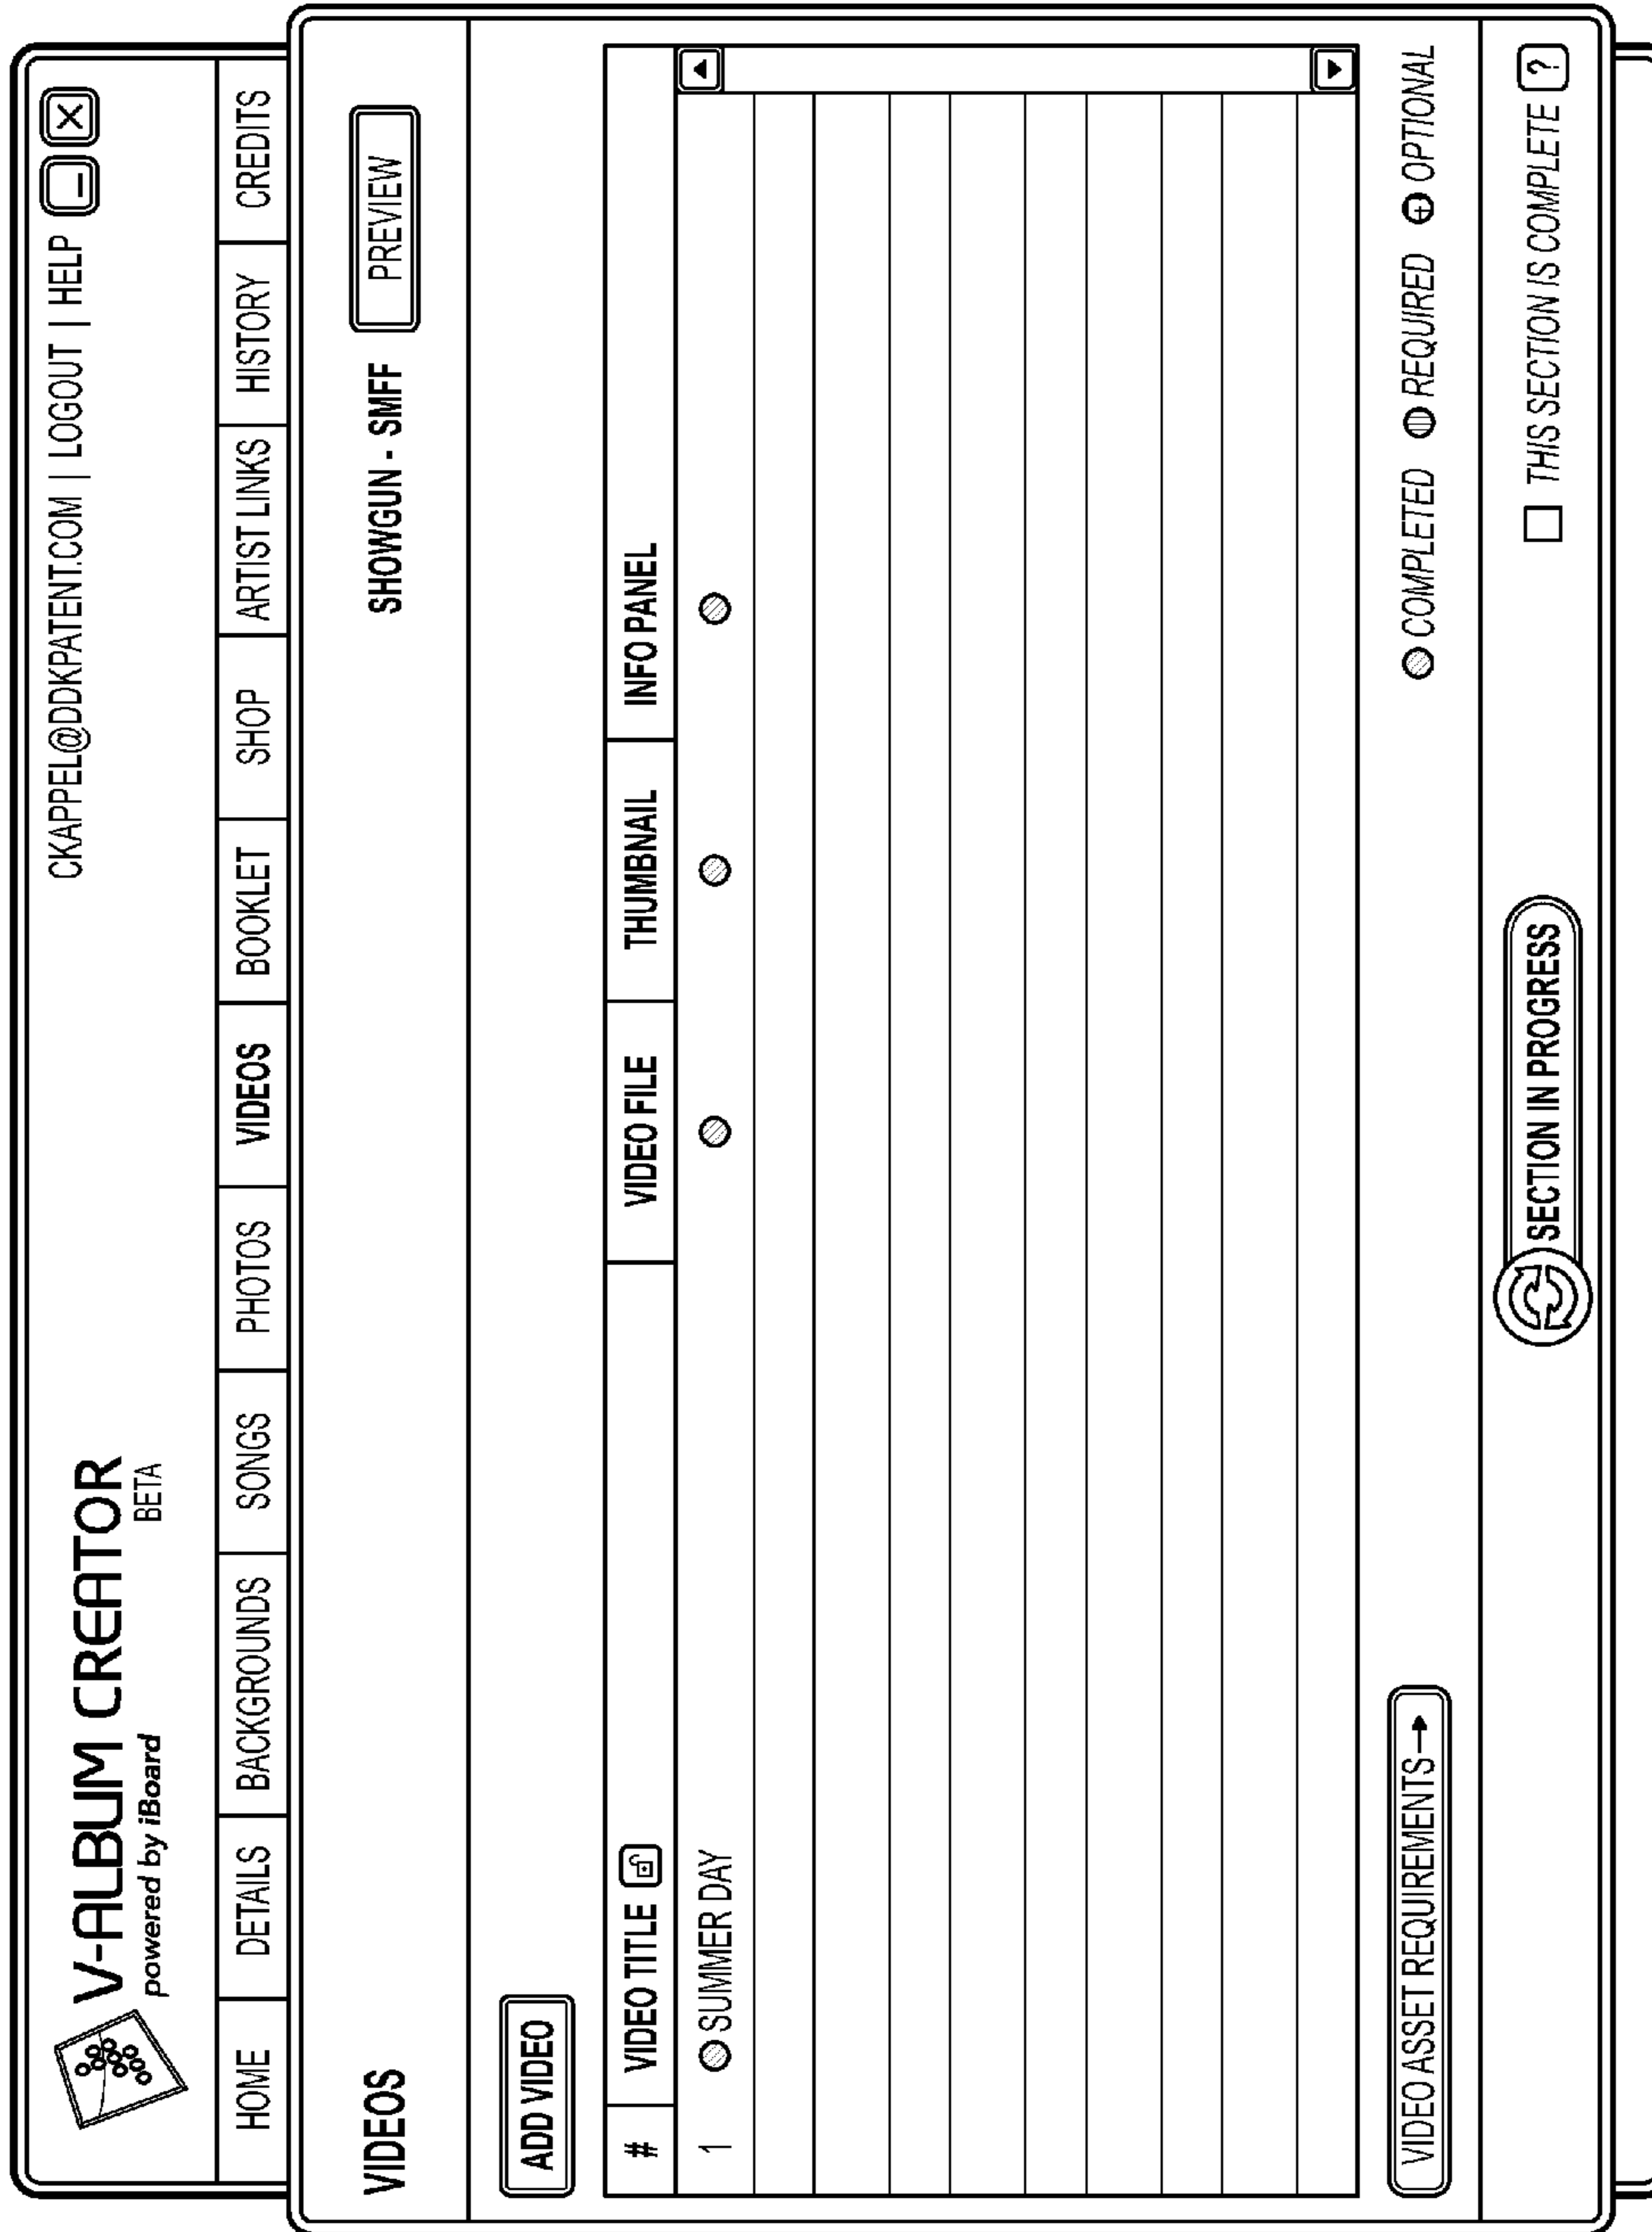 V-ALBUM CREATOR
BETA
powered by iBoard
CKAPPEL@DDKPATENT.COM | LOGOUT | HELP
HOME DETAILS BACKGROUNDS SONGS PHOTOS VIDEOS BOOKLET SHOP ARTIST LINKS HISTORY CREDITS
VIDEOS SHOWGUN - SMFF PREVIEW
ADD VIDEO
# VIDEO TITLE VIDEO FILE THUMBNAIL INFO PANEL
1 SUMMER DAY
VIDEO ASSET REQUIREMENTS→ COMPLETED REQUIRED OPTIONAL
SECTION IN PROGRESS THIS SECTION IS COMPLETE ?